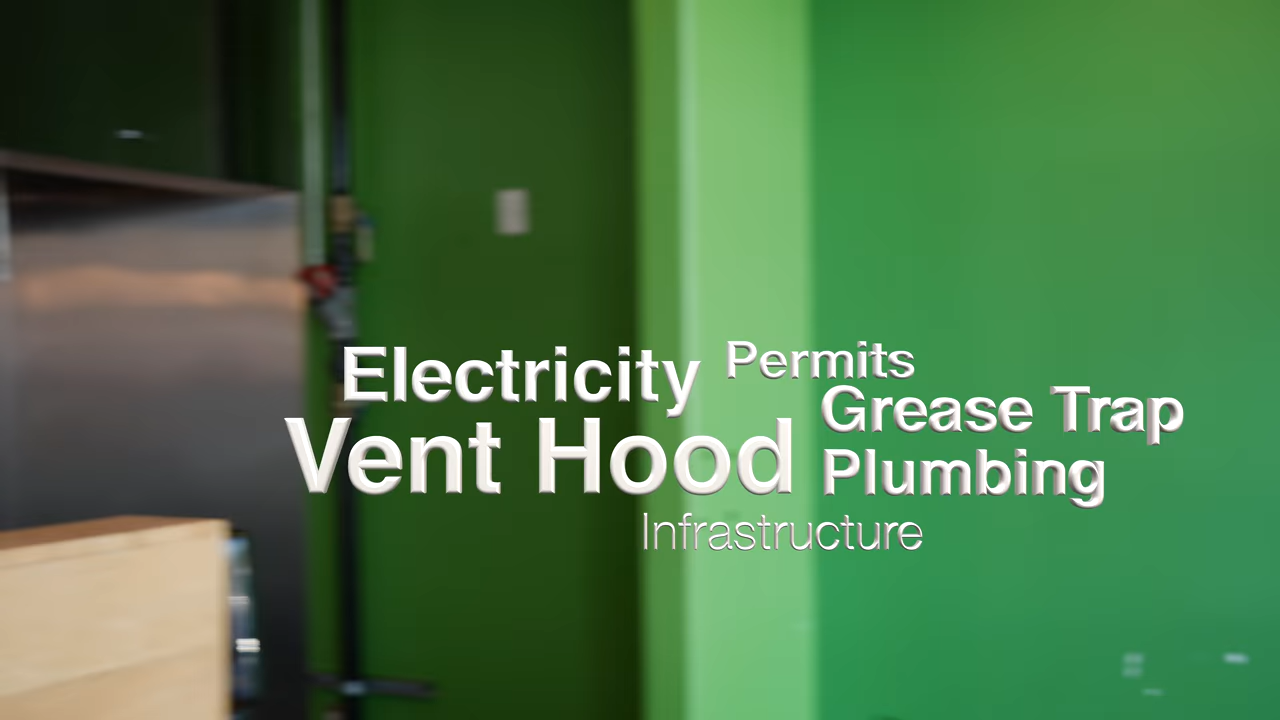 Electricity
Permits
Grease Trap
Vent Hood
Plumbing
Infrastructure